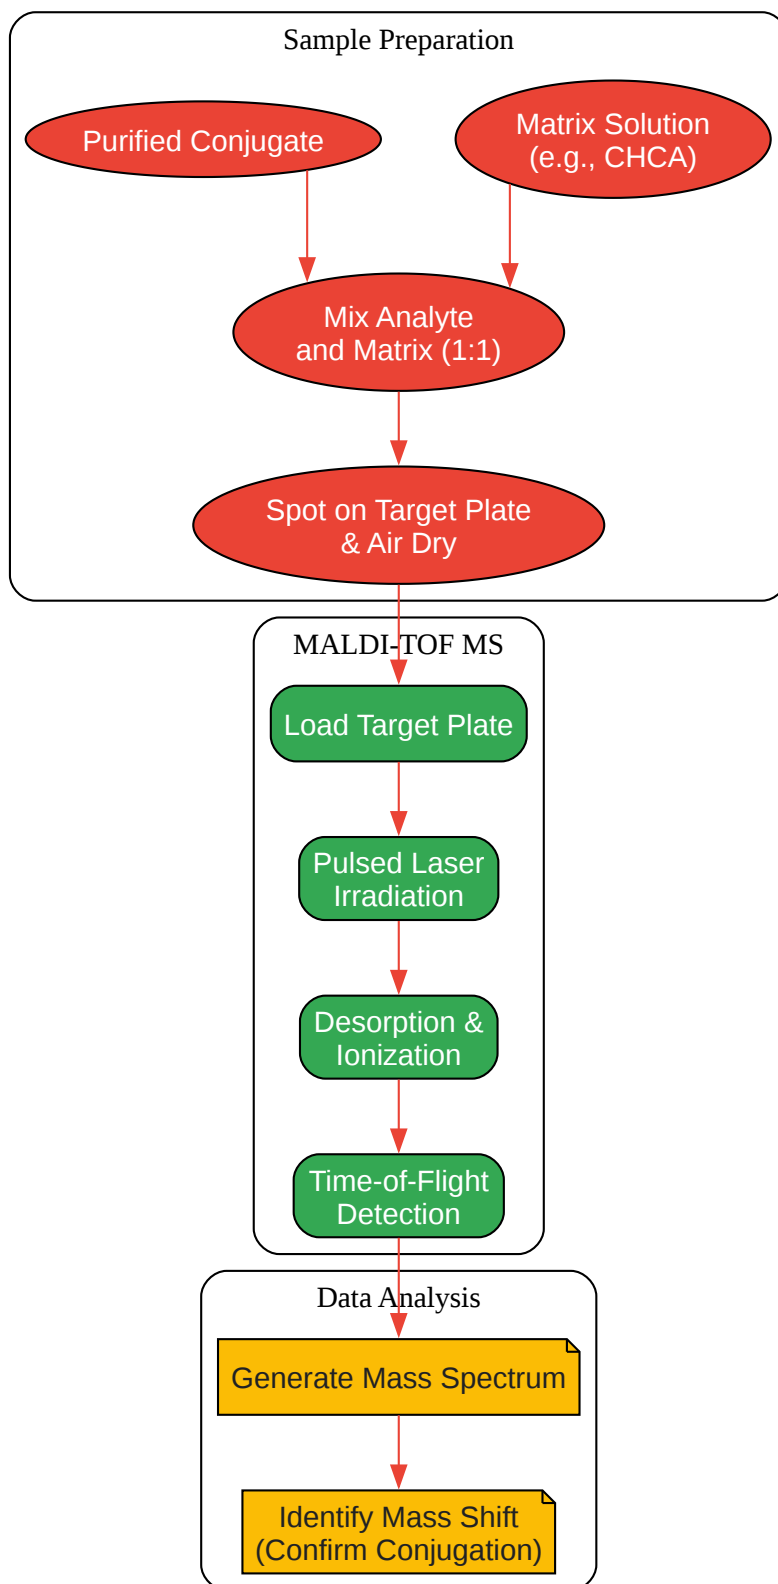 Sample Preparation
Purified Conjugate
Matrix Solution
(e.g., CHCA)
Mix Analyte
and Matrix (1:1)
Spot on Target Plate
& Air Dry
MALDI-TOF MS
Load Target Plate
Pulsed Laser
Irradiation
Desorption &
Ionization
Time-of-Flight
Detection
Data Analysis
Generate Mass Spectrum
Identify Mass Shift
(Confirm Conjugation)